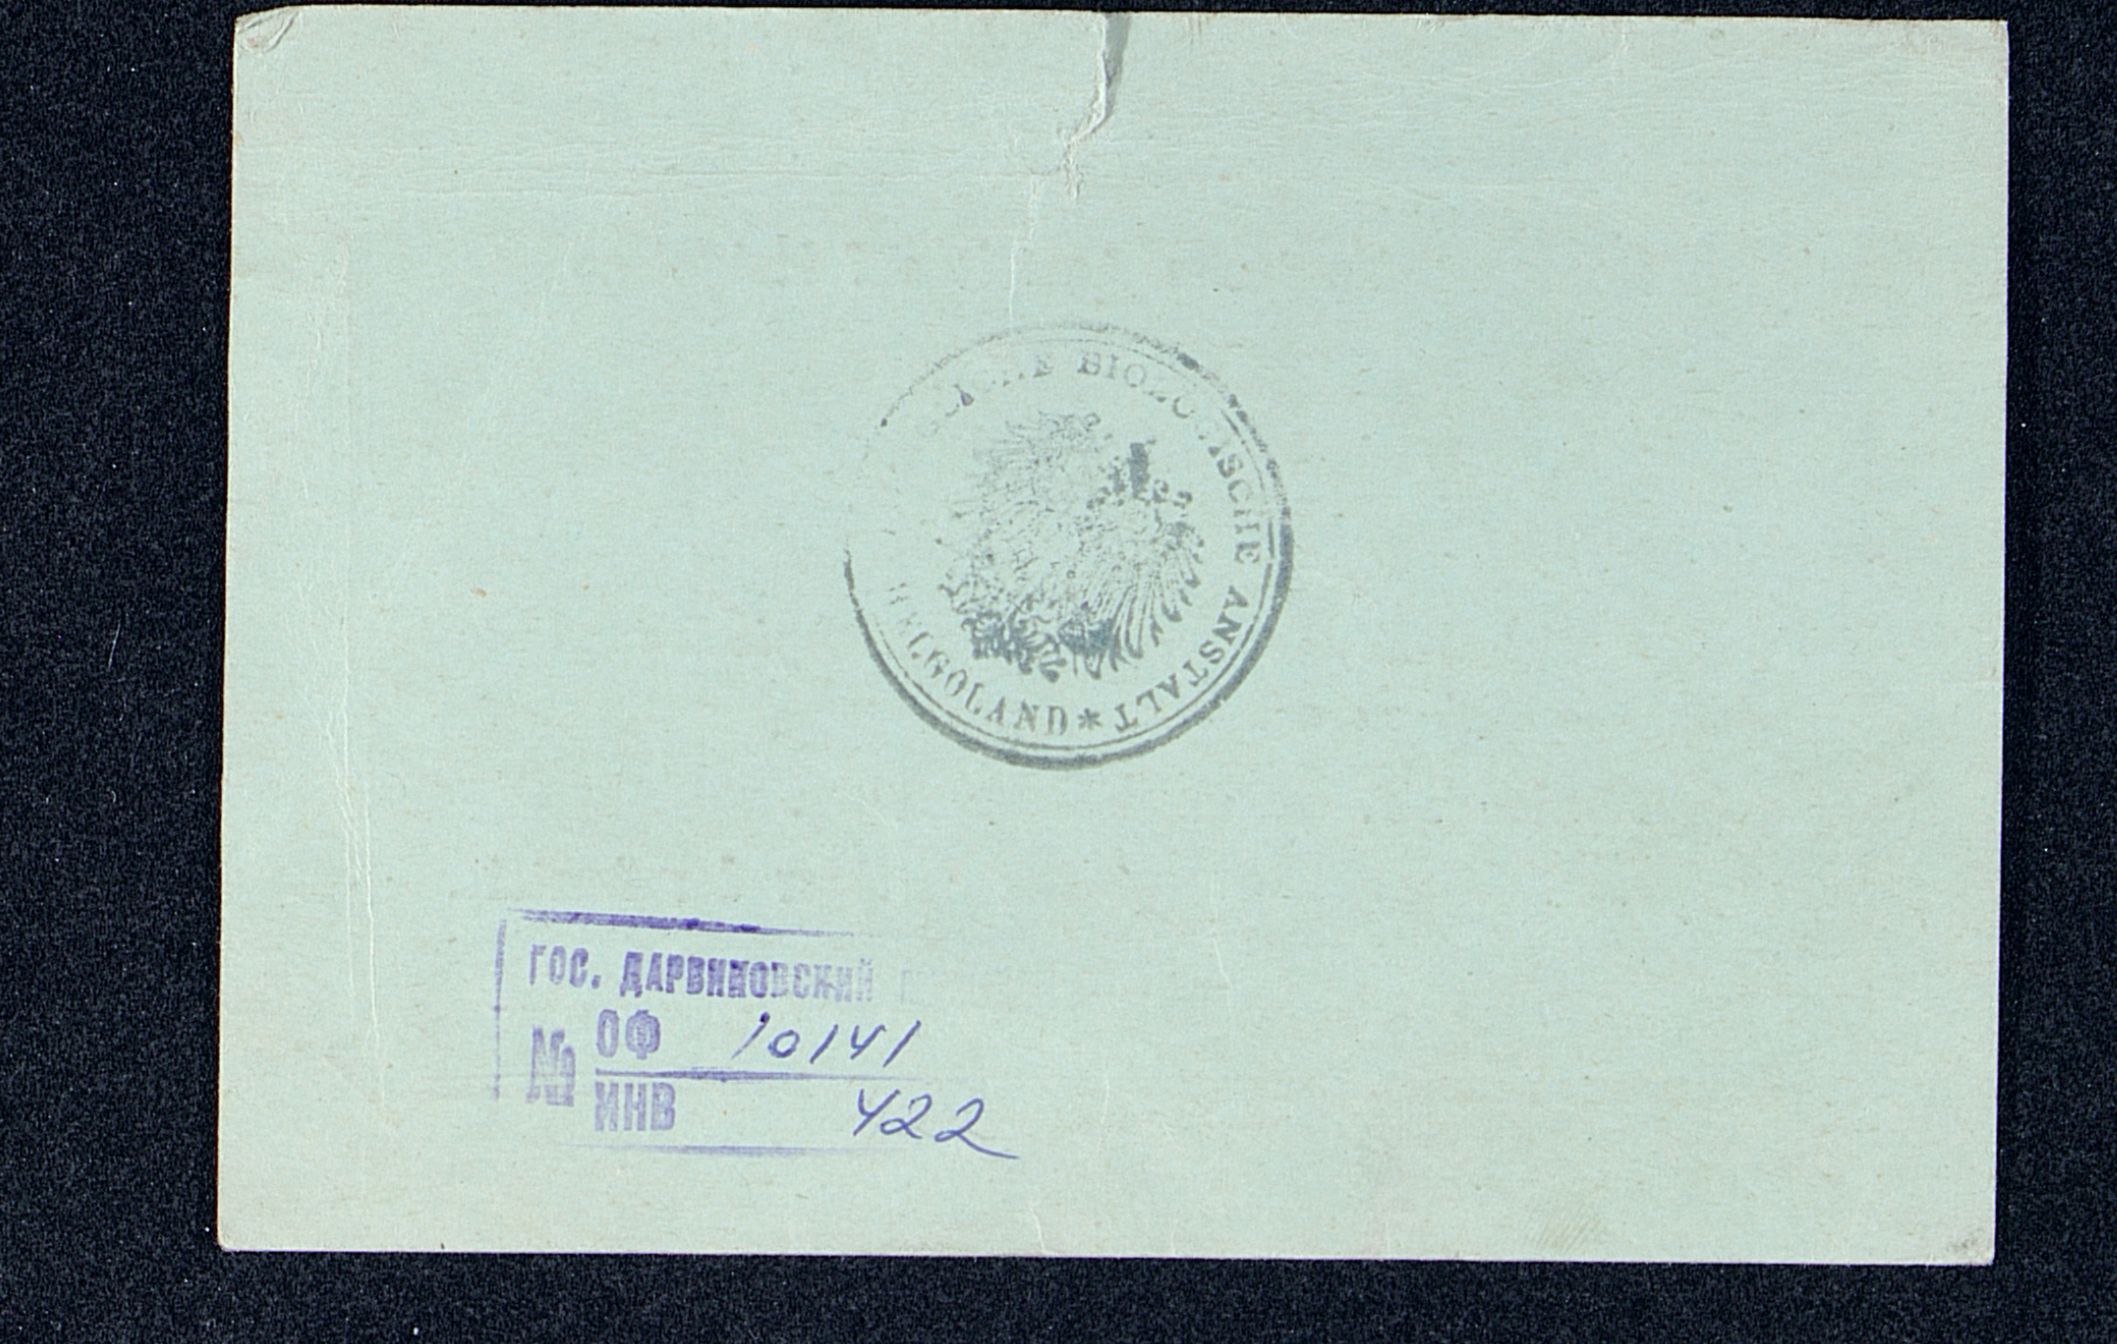 BIOLOGISCHE ANSTALT * HELGOLAND
ГОС. ДАРВИНОВСКИЙ
№ ОФ 10141
ИНВ 422